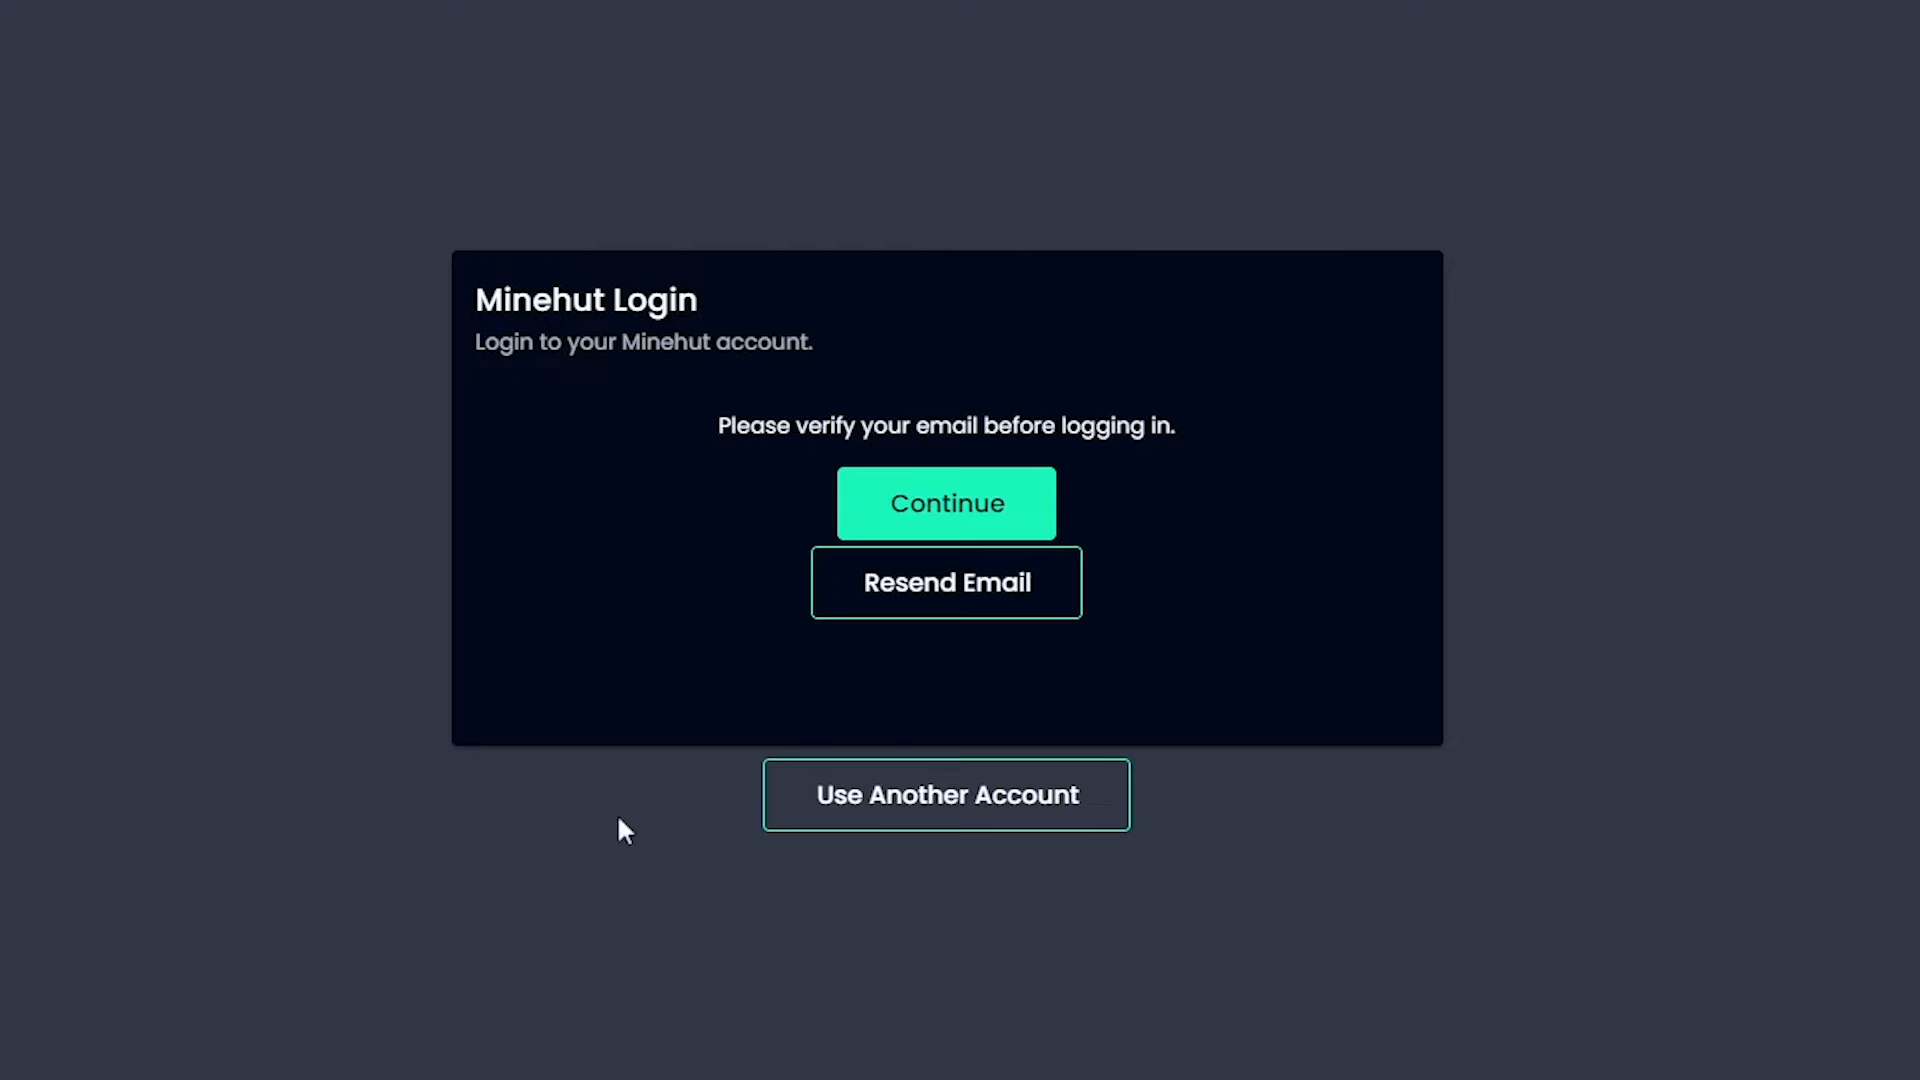 Minehut Login
Login to your Minehut account.
Please verify your email before logging in.
Continue
Resend Email
Use Another Account